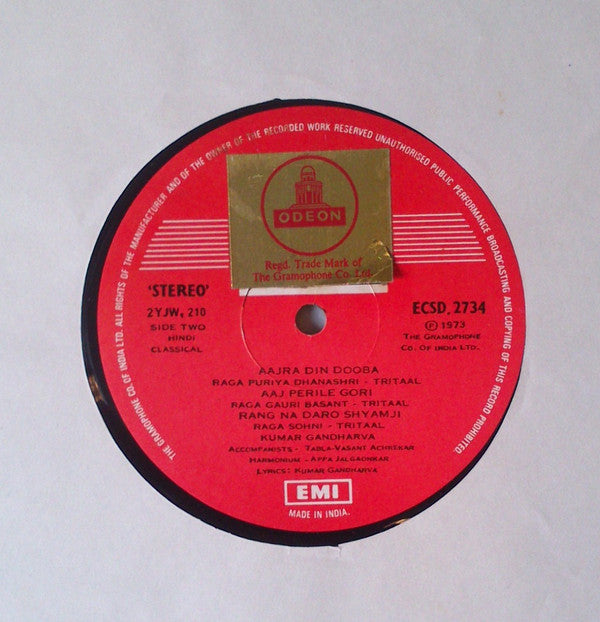 THE GRAMOPHONE CO. OF INDIA LTD. ALL RIGHTS OF THE MANUFACTURER AND OF THE OWNER OF THE RECORDED WORK RESERVED UNAUTHORISED PUBLIC PERFORMANCE BROADCASTING AND COPYING OF THIS RECORD PROHIBITED
ODEON
Regd. Trade Mark of
The Gramophone Co. Ltd.
'STEREO'
2YJW, 210
SIDE TWO
HINDI
CLASSICAL
ECSD, 2734
Ⓟ 1973
THE GRAMOPHONE
CO. OF INDIA LTD.
AAJRA DIN DOOBA
RAGA PURIYA DHANASHRI - TRITAAL
AAJ PERILE GORI
RAGA GAURI BASANT - TRITAAL
RANG NA DARO SHYAMJI
RAGA SOHNI - TRITAAL
KUMAR GANDHARVA
ACCOMPANISTS - TABLA-VASANT ACHREKAR
HARMONIUM - APPA JALGAONKAR
LYRICS: KUMAR GANDHARVA
EMI
MADE IN INDIA.